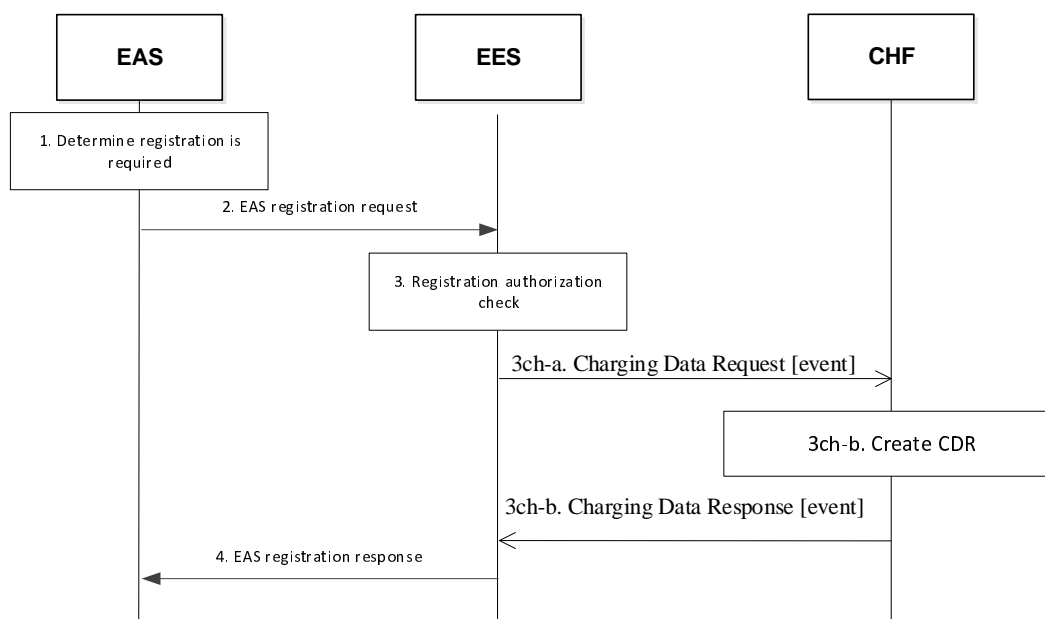 EAS
EES
CHF
1. Determine registration is
required
2. EAS registration request
3. Registration authorization
check
3ch-a. Charging Data Request [event]
3ch-b. Create CDR
3ch-b. Charging Data Response [event]
4. EAS registration response